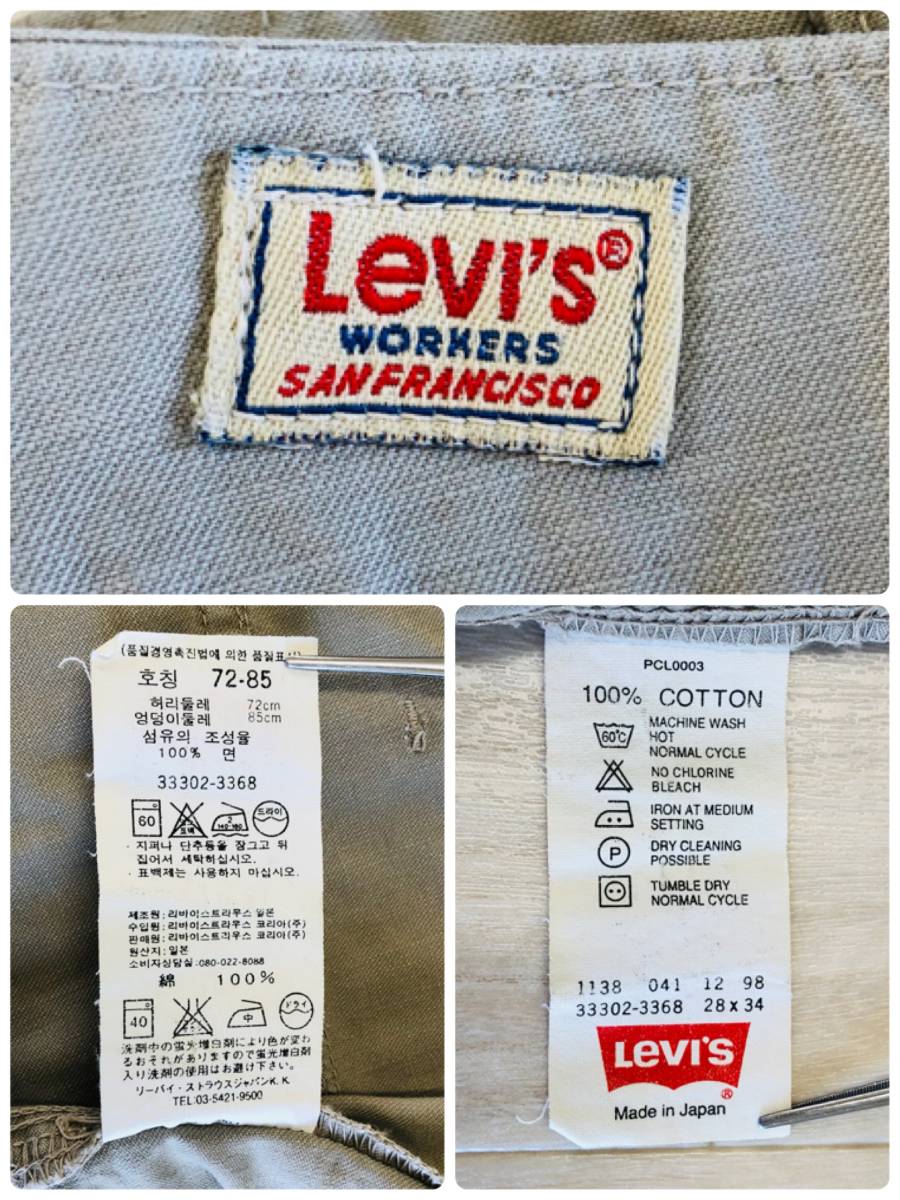 Levi's®
WORKERS
SAN FRANCISCO
(품질경영촉진법에 의한 품질표시)
호칭 72-85
허리둘레 72cm
엉덩이둘레 85cm
섬유의 조성율
100% 면
33302-3368
60 표백 2 140-160 드라이
· 지퍼나 단추등을 잠그고 뒤
집어서 세탁하십시오.
· 표백제는 사용하지 마십시오.
제조원: 리바이스트라우스 일본
수입원: 리바이스트라우스 코리아(주)
판매원: 리바이스트라우스 코리아(주)
원산지: 일본
소비자상담실: 080-022-8088
綿 100%
40 中 ドライ
洗剤中の蛍光増白剤により色が変わ
るおそれがありますので蛍光増白剤
入り洗剤の使用はお避け下さい。
リーバイ・ストラウスジャパンK.K.
TEL:03-5421-9500
PCL0003
100% COTTON
60°C MACHINE WASH
HOT
NORMAL CYCLE
NO CHLORINE
BLEACH
IRON AT MEDIUM
SETTING
P DRY CLEANING
POSSIBLE
TUMBLE DRY
NORMAL CYCLE
1138 041 12 98
33302-3368 28 x 34
LEVI'S
®
Made in Japan